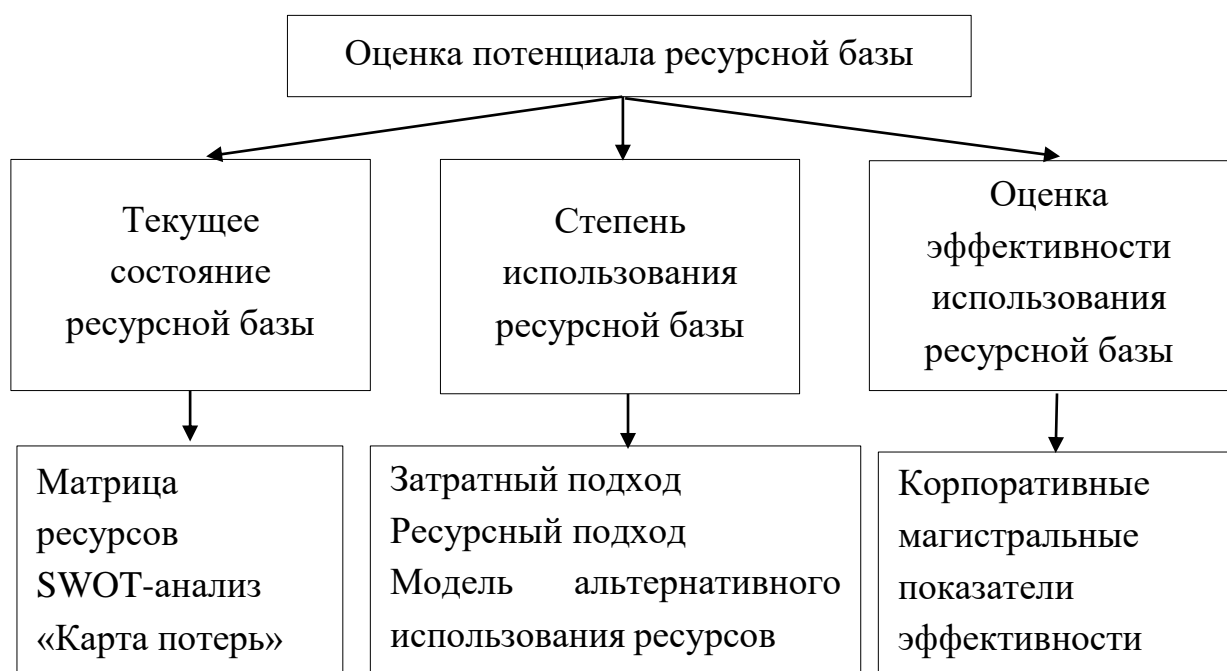 Оценка потенциала ресурсной базы
Текущее
состояние
ресурсной базы
Степень
использования
ресурсной базы
Оценка
эффективности
использования
ресурсной базы
Матрица
ресурсов
SWOT-анализ
«Карта потерь»
Затратный подход
Ресурсный подход
Модель альтернативного
использования ресурсов
Корпоративные
магистральные
показатели
эффективности